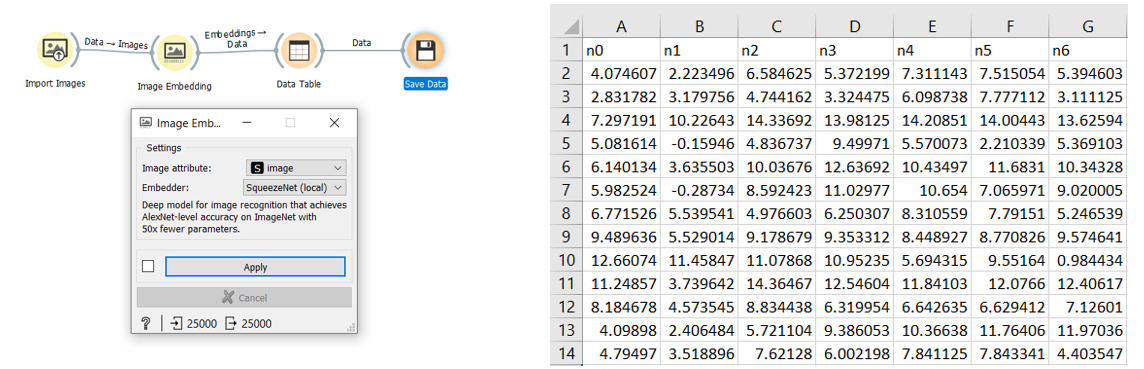 Data → Images
Embeddings → Data
Data
Import Images
Image Embedding
Data Table
Save Data
Image Emb...
Settings
Image attribute:
S image
Embedder:
SqueezeNet (local)
Deep model for image recognition that achieves
AlexNet-level accuracy on ImageNet with
50x fewer parameters.
Apply
Cancel
? 25000 25000
A B C D E F G
1 n0 n1 n2 n3 n4 n5 n6
2 4.074607 2.223496 6.584625 5.372199 7.311143 7.515054 5.394603
3 2.831782 3.179756 4.744162 3.324475 6.098738 7.777112 3.111125
4 7.297191 10.22643 14.33692 13.98125 14.20851 14.00443 13.62594
5 5.081614 -0.15946 4.836737 9.49971 5.570073 2.210339 5.369103
6 6.140134 3.635503 10.03676 12.63692 10.43497 11.6831 10.34328
7 5.982524 -0.28734 8.592423 11.02977 10.654 7.065971 9.020005
8 6.771526 5.539541 4.976603 6.250307 8.310559 7.79151 5.246539
9 9.489636 5.529014 9.178679 9.353312 8.448927 8.770826 9.574641
10 12.66074 11.45847 11.07868 10.95235 5.694315 9.55164 0.984434
11 11.24857 3.739642 14.36467 12.54604 11.84103 12.0766 12.40617
12 8.184678 4.573545 8.834438 6.319954 6.642635 6.629412 7.12601
13 4.09898 2.406484 5.721104 9.386053 10.36638 11.76406 11.97036
14 4.79497 3.518896 7.62128 6.002198 7.841125 7.843341 4.403547